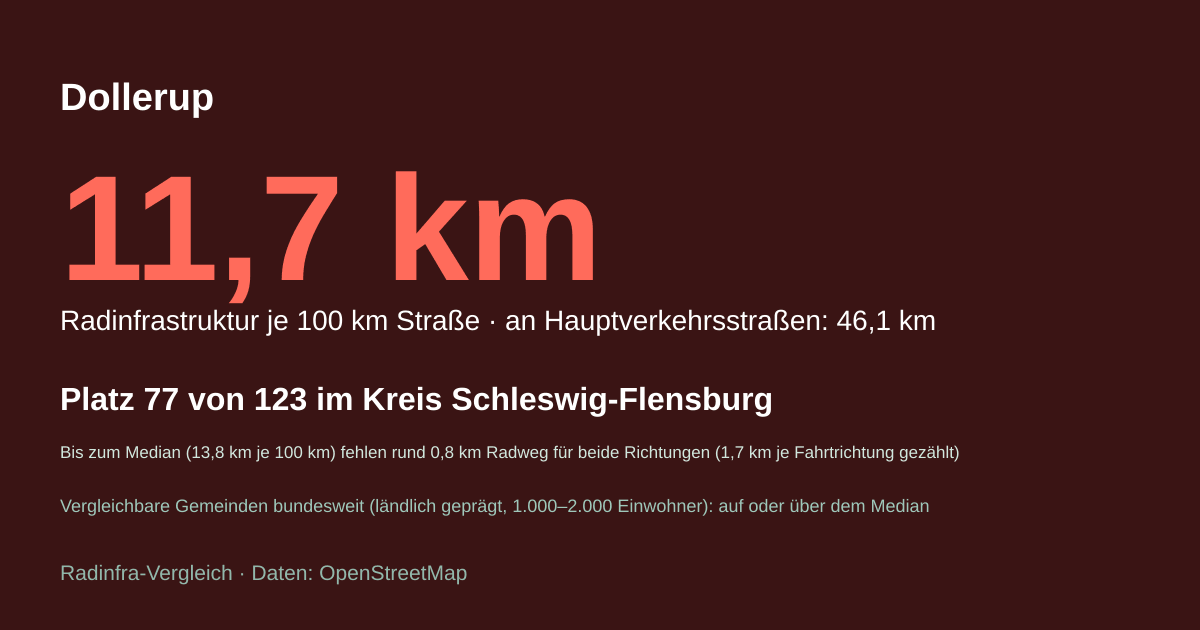 Dollerup
11,7 km
Radinfrastruktur je 100 km Straße · an Hauptverkehrsstraßen: 46,1 km
Platz 77 von 123 im Kreis Schleswig-Flensburg
Bis zum Median (13,8 km je 100 km) fehlen rund 0,8 km Radweg für beide Richtungen (1,7 km je Fahrtrichtung gezählt)
Vergleichbare Gemeinden bundesweit (ländlich geprägt, 1.000–2.000 Einwohner): auf oder über dem Median
Radinfra-Vergleich · Daten: OpenStreetMap